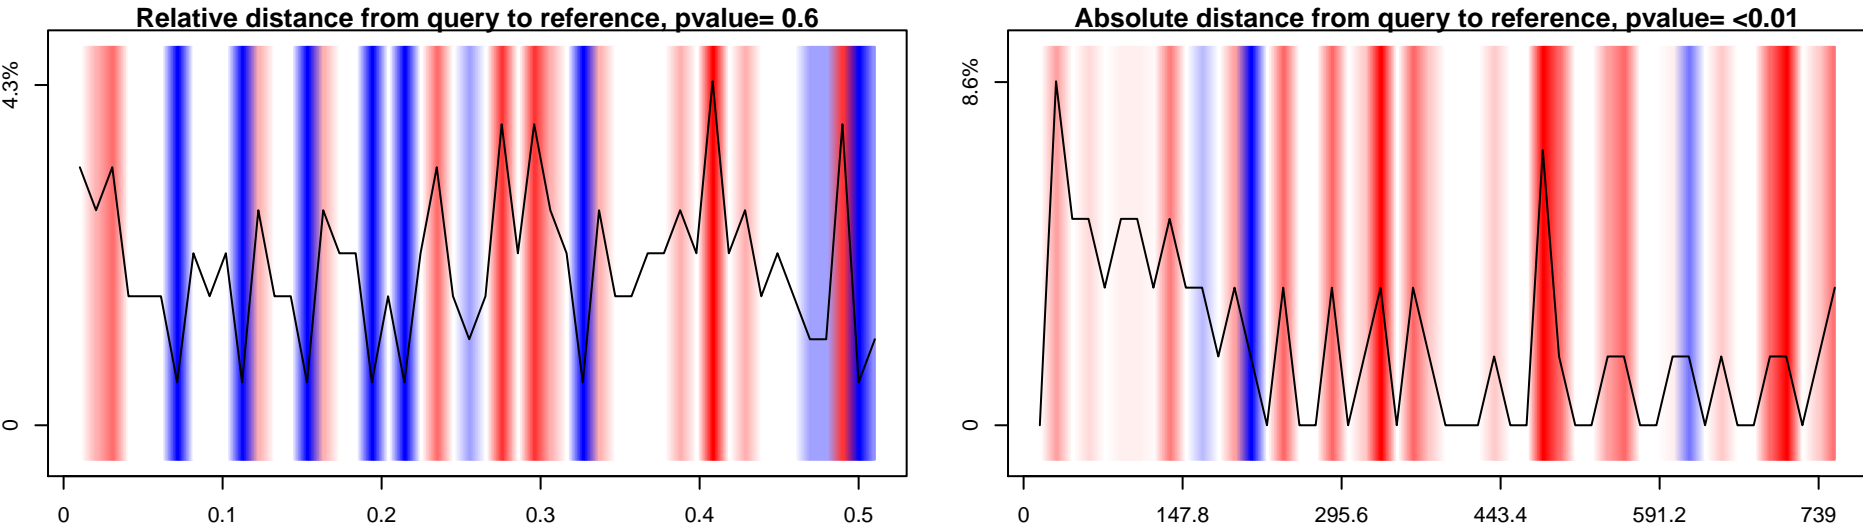 Relative distance from query to reference, pvalue= 0.6
4.3%
0
0 0.1 0.2 0.3 0.4 0.5
Absolute distance from query to reference, pvalue= <0.01
8.6%
0
0 147.8 295.6 443.4 591.2 739